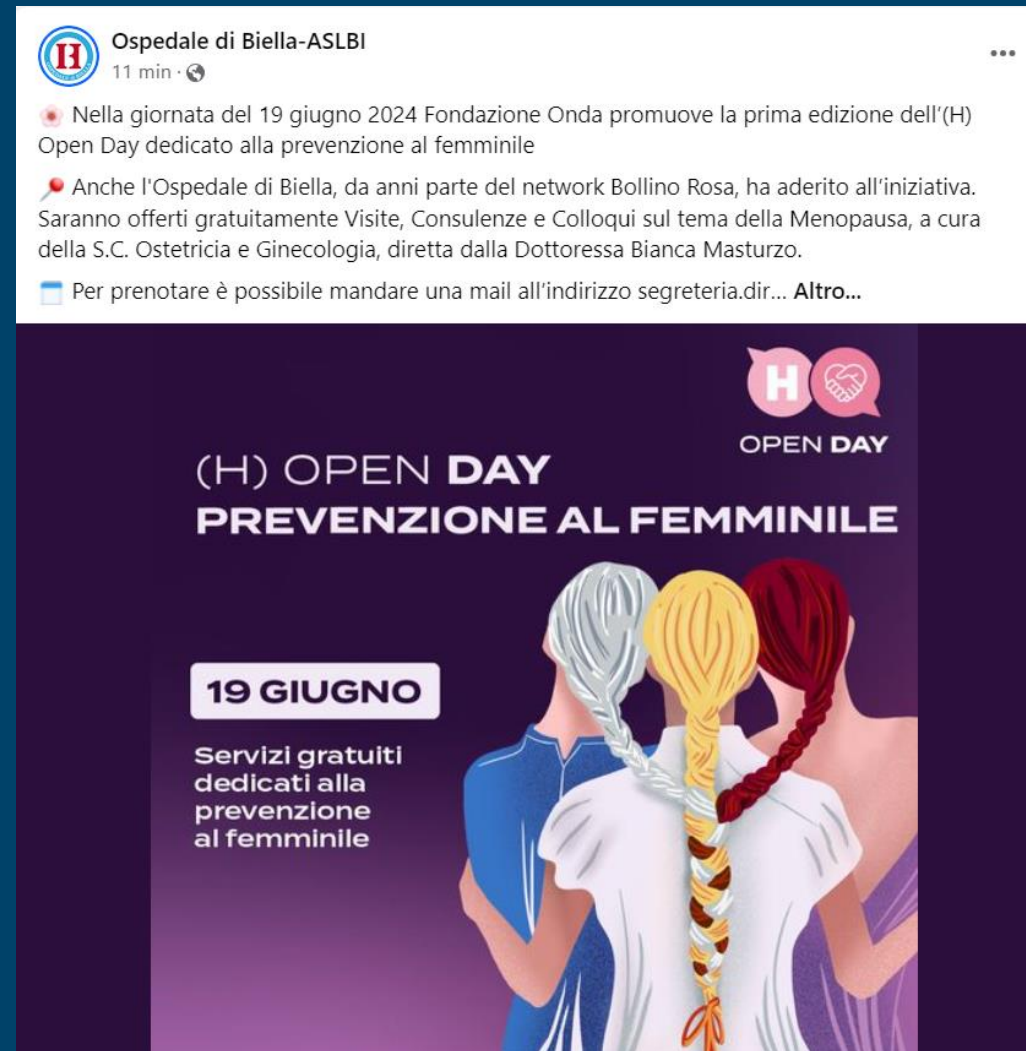 Ospedale di Biella-ASLBI
11 min ·
Nella giornata del 19 giugno 2024 Fondazione Onda promuove la prima edizione dell'(H)
Open Day dedicato alla prevenzione al femminile
Anche l'Ospedale di Biella, da anni parte del network Bollino Rosa, ha aderito all'iniziativa.
Saranno offerti gratuitamente Visite, Consulenze e Colloqui sul tema della Menopausa, a cura
della S.C. Ostetricia e Ginecologia, diretta dalla Dottoressa Bianca Masturzo.
Per prenotare è possibile mandare una mail all'indirizzo segreteria.dir... Altro...
H
OPEN DAY
(H) OPEN DAY
PREVENZIONE AL FEMMINILE
19 GIUGNO
Servizi gratuiti
dedicati alla
prevenzione
al femminile